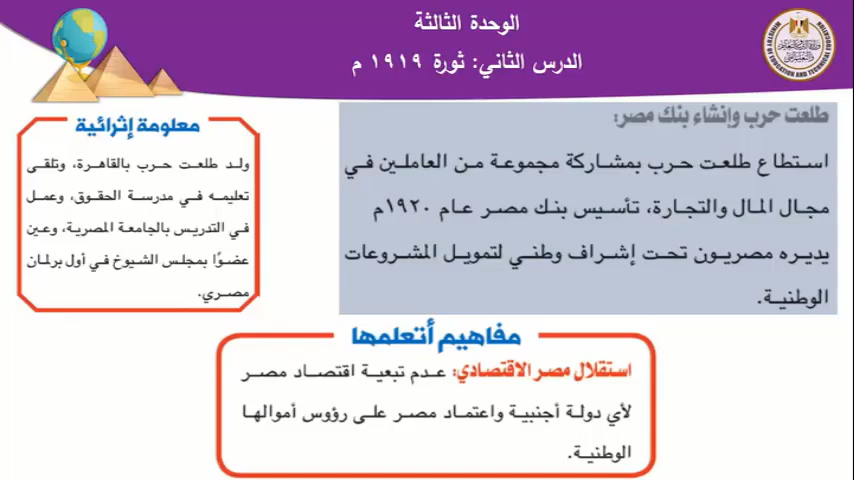 الوحدة الثالثة
الدرس الثاني: ثورة ١٩١٩ م
طلعت حرب وإنشاء بنك مصر:
استطاع طلعت حرب بمشاركة مجموعة من العاملين في
مجال المال والتجارة، تأسيس بنك مصر عام ١٩٢٠م
يديره مصريون تحت إشراف وطني لتمويل المشروعات
الوطنية.
معلومة إثرائية
ولد طلعت حرب بالقاهرة، وتلقى
تعليمه في مدرسة الحقوق، وعمل
في التدريس بالجامعة المصرية، وعين
عضوًا بمجلس الشيوخ في أول برلمان
مصري.
مفاهيم أتعلمها
استقلال مصر الاقتصادي: عدم تبعية اقتصاد مصر
لأي دولة أجنبية واعتماد مصر على رؤوس أموالها
الوطنية.